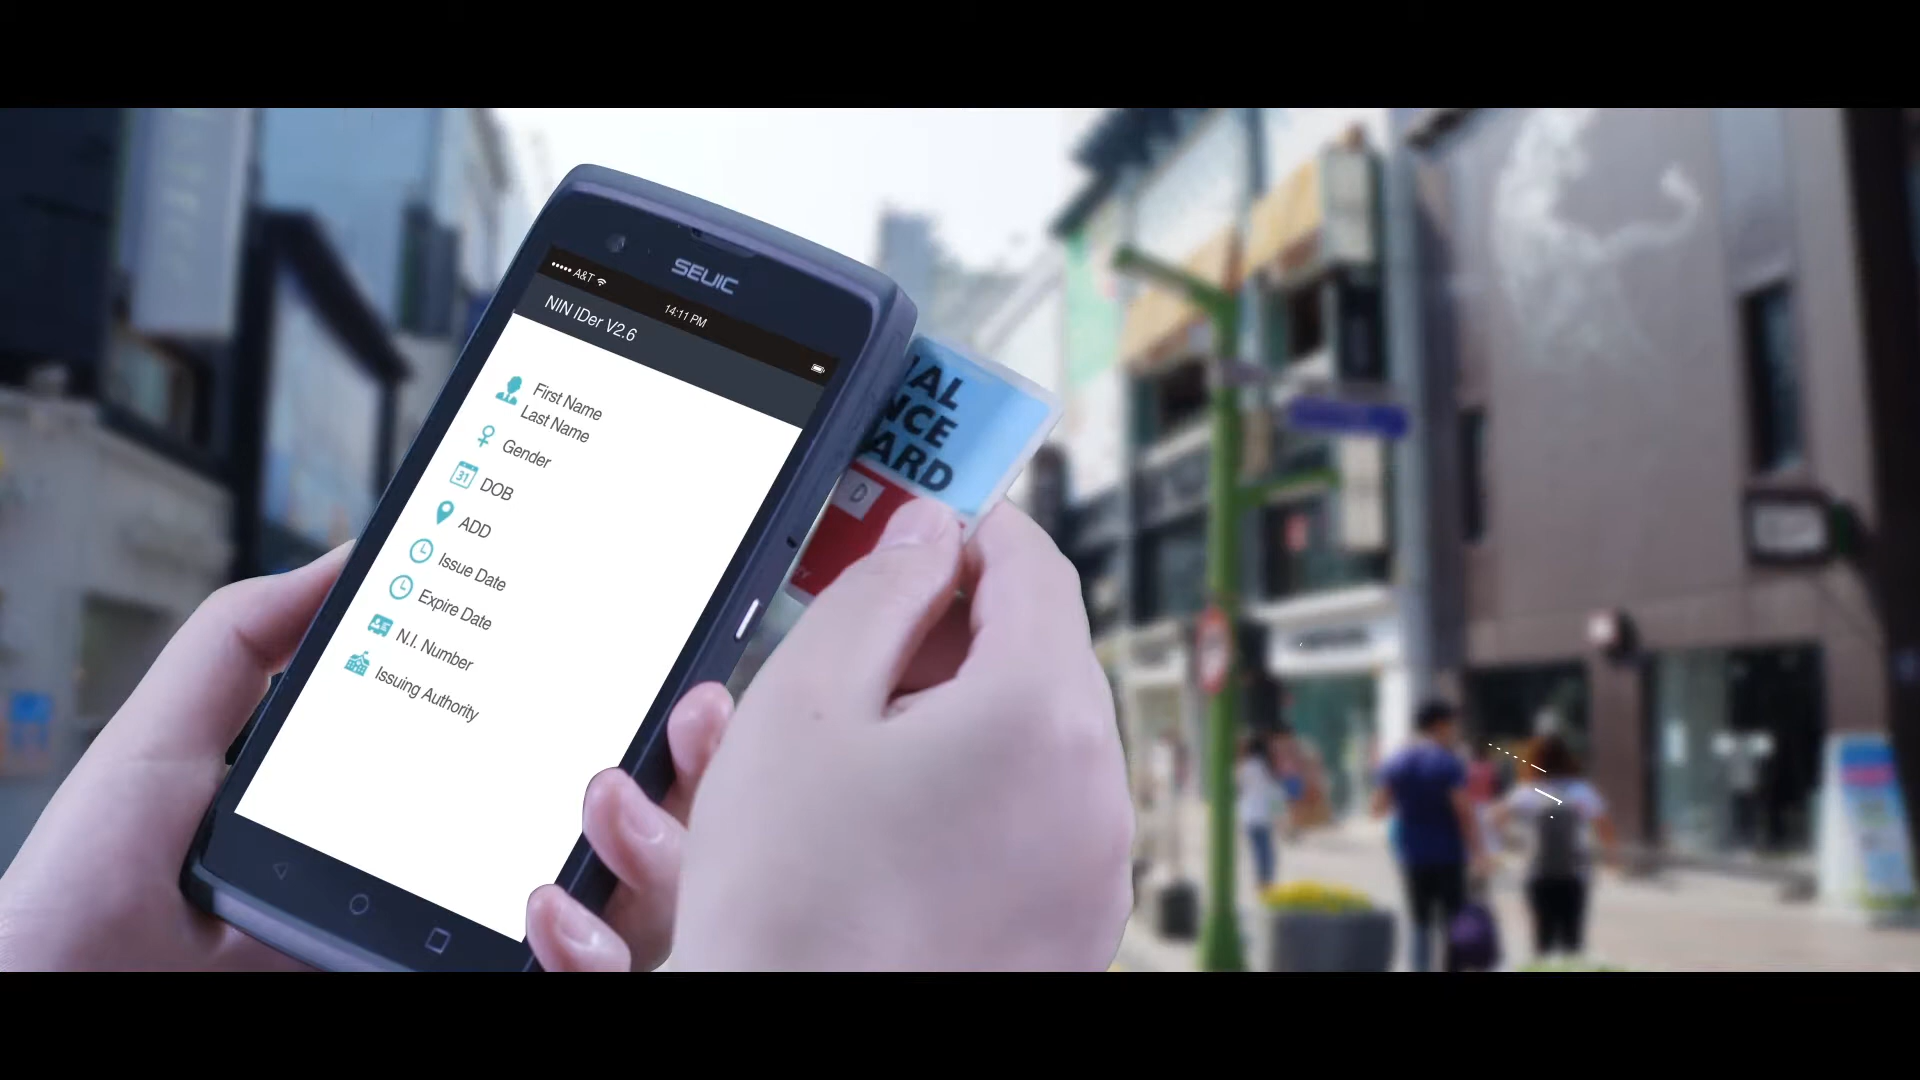 SEUIC
••••• A&T
14:11 PM
NIN IDer V2.6
First Name
Last Name
Gender
31
DOB
ADD
Issue Date
Expire Date
N.I. Number
Issuing Authority
IAL
NCE
ARD
D